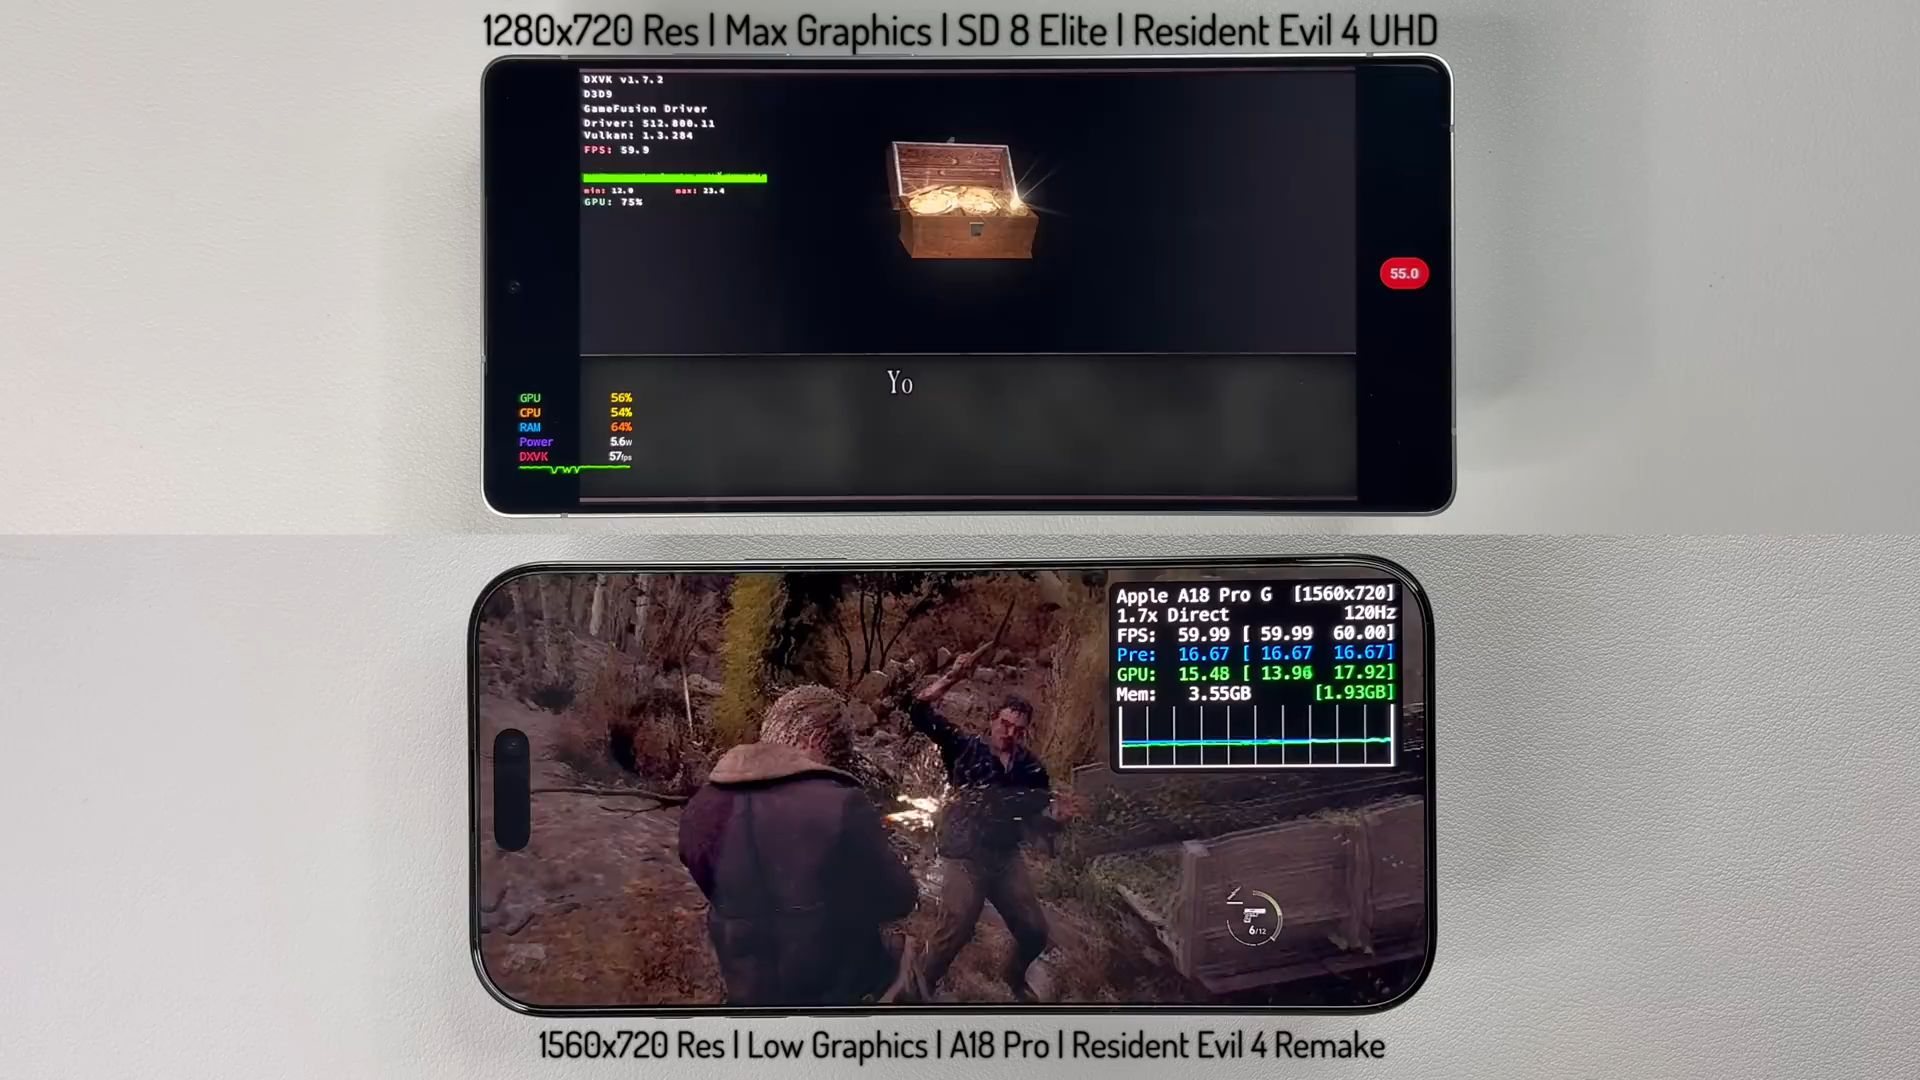 1280x720 Res | Max Graphics | SD 8 Elite | Resident Evil 4 UHD
DXVK v1.7.2
D3D9
GameFusion Driver
Driver: 512.800.11
Vulkan: 1.3.284
FPS: 59.9
min: 12.0 max: 23.4
GPU: 75%
55.0
Yo
GPU 56%
CPU 54%
RAM 64%
Power 5.6w
DXVK 57fps
Apple A18 Pro G [1560x720]
1.7x Direct 120Hz
FPS: 59.99 [ 59.99 60.00]
Pre: 16.67 [ 16.67 16.67]
GPU: 15.48 [ 13.96 17.92]
Mem: 3.55GB [1.93GB]
6/12
1560x720 Res | Low Graphics | A18 Pro | Resident Evil 4 Remake